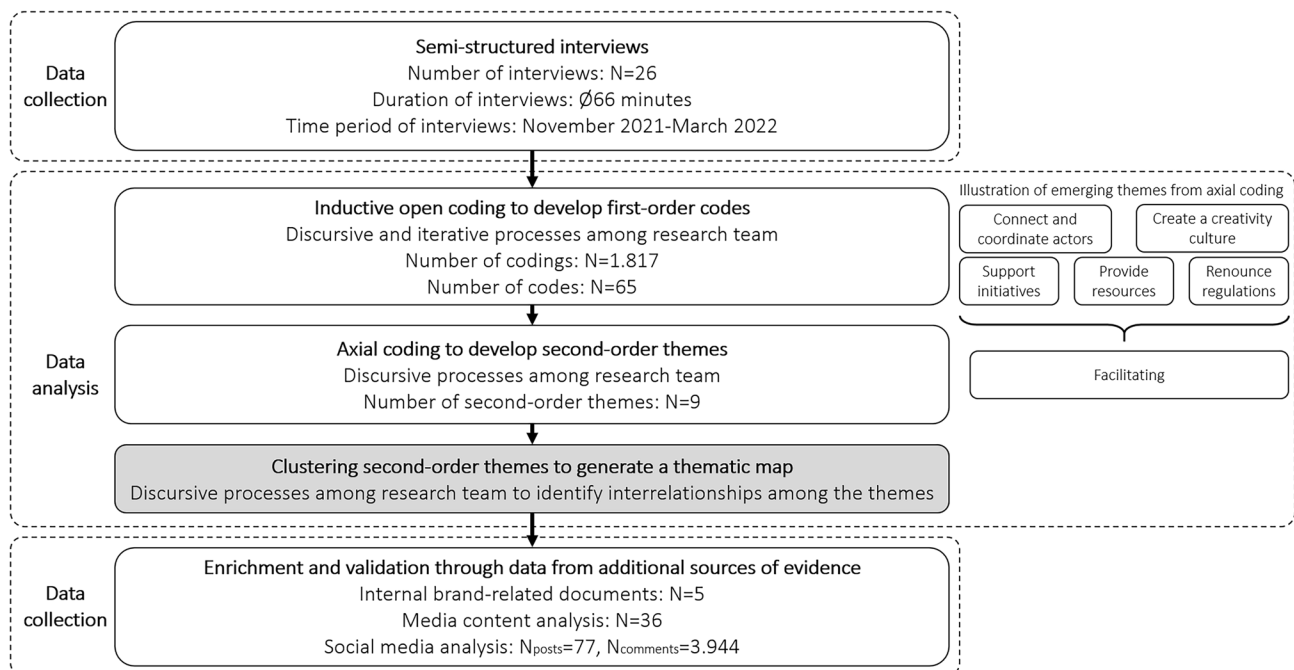 Data
collection
Semi-structured interviews
Number of interviews: N=26
Duration of interviews: Ø66 minutes
Time period of interviews: November 2021-March 2022
Data
analysis
Inductive open coding to develop first-order codes
Discursive and iterative processes among research team
Number of codings: N=1.817
Number of codes: N=65
Axial coding to develop second-order themes
Discursive processes among research team
Number of second-order themes: N=9
Clustering second-order themes to generate a thematic map
Discursive processes among research team to identify interrelationships among the themes
Illustration of emerging themes from axial coding
Connect and
coordinate actors
Create a creativity
culture
Support
initiatives
Provide
resources
Renounce
regulations
Facilitating
Data
collection
Enrichment and validation through data from additional sources of evidence
Internal brand-related documents: N=5
Media content analysis: N=36
Social media analysis: Nposts=77, Ncomments=3.944